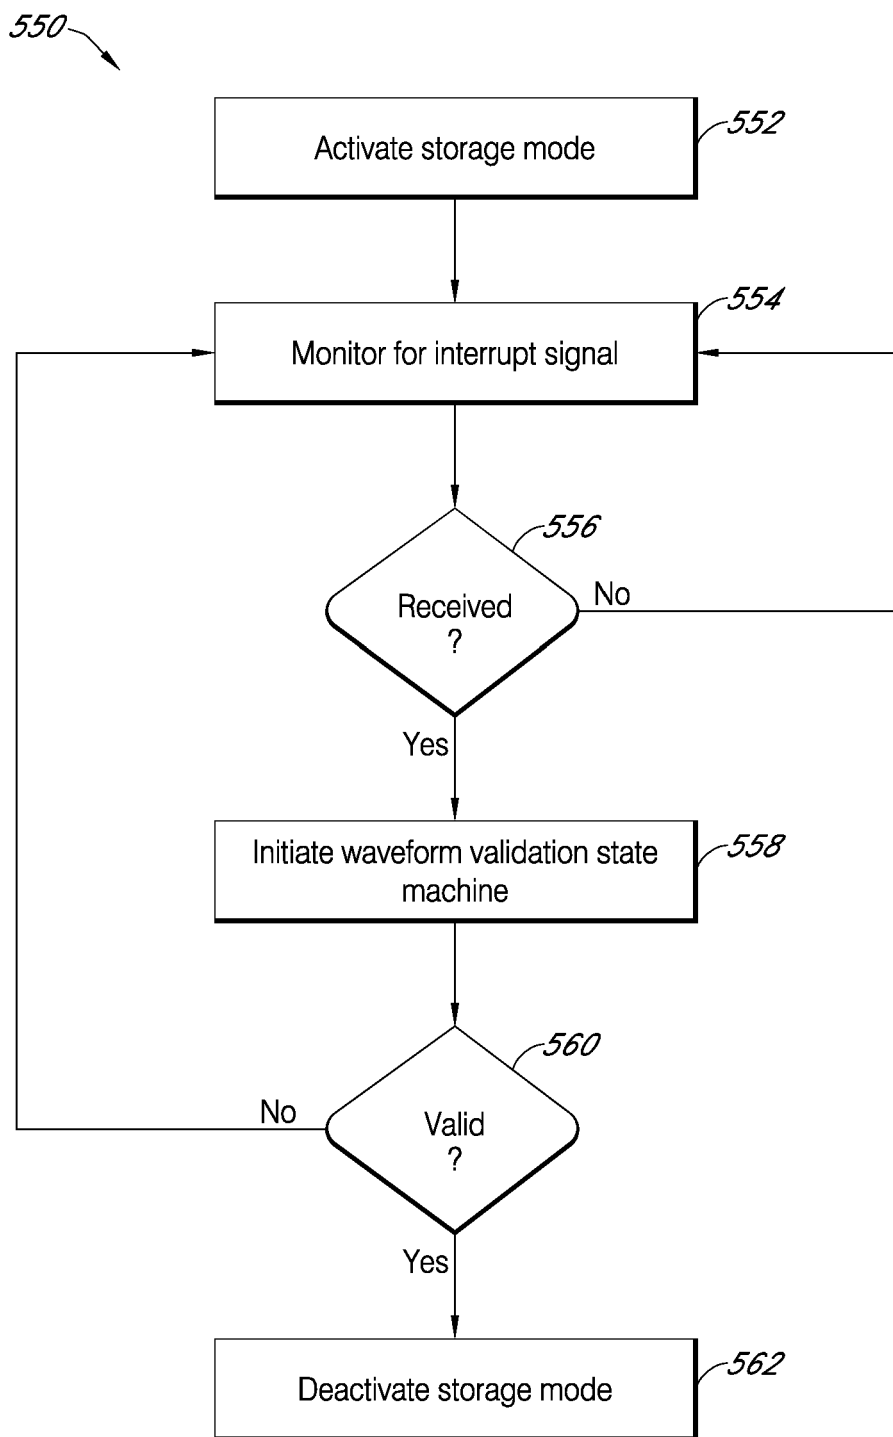 550
Activate storage mode
552
Monitor for interrupt signal
554
556
Received
?
No
Yes
Initiate waveform validation state
machine
558
560
Valid
?
No
Yes
Deactivate storage mode
562